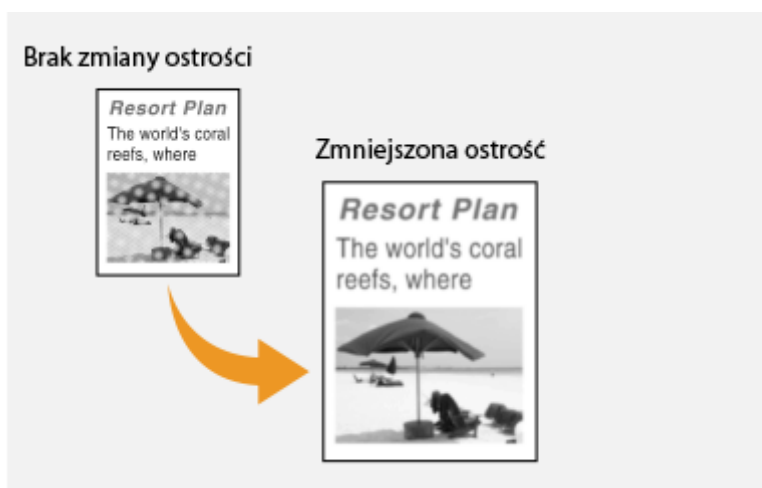 Brak zmiany ostrości
Resort Plan
The world's coral
reefs, where
Zmniejszona ostrość
Resort Plan
The world's coral
reefs, where